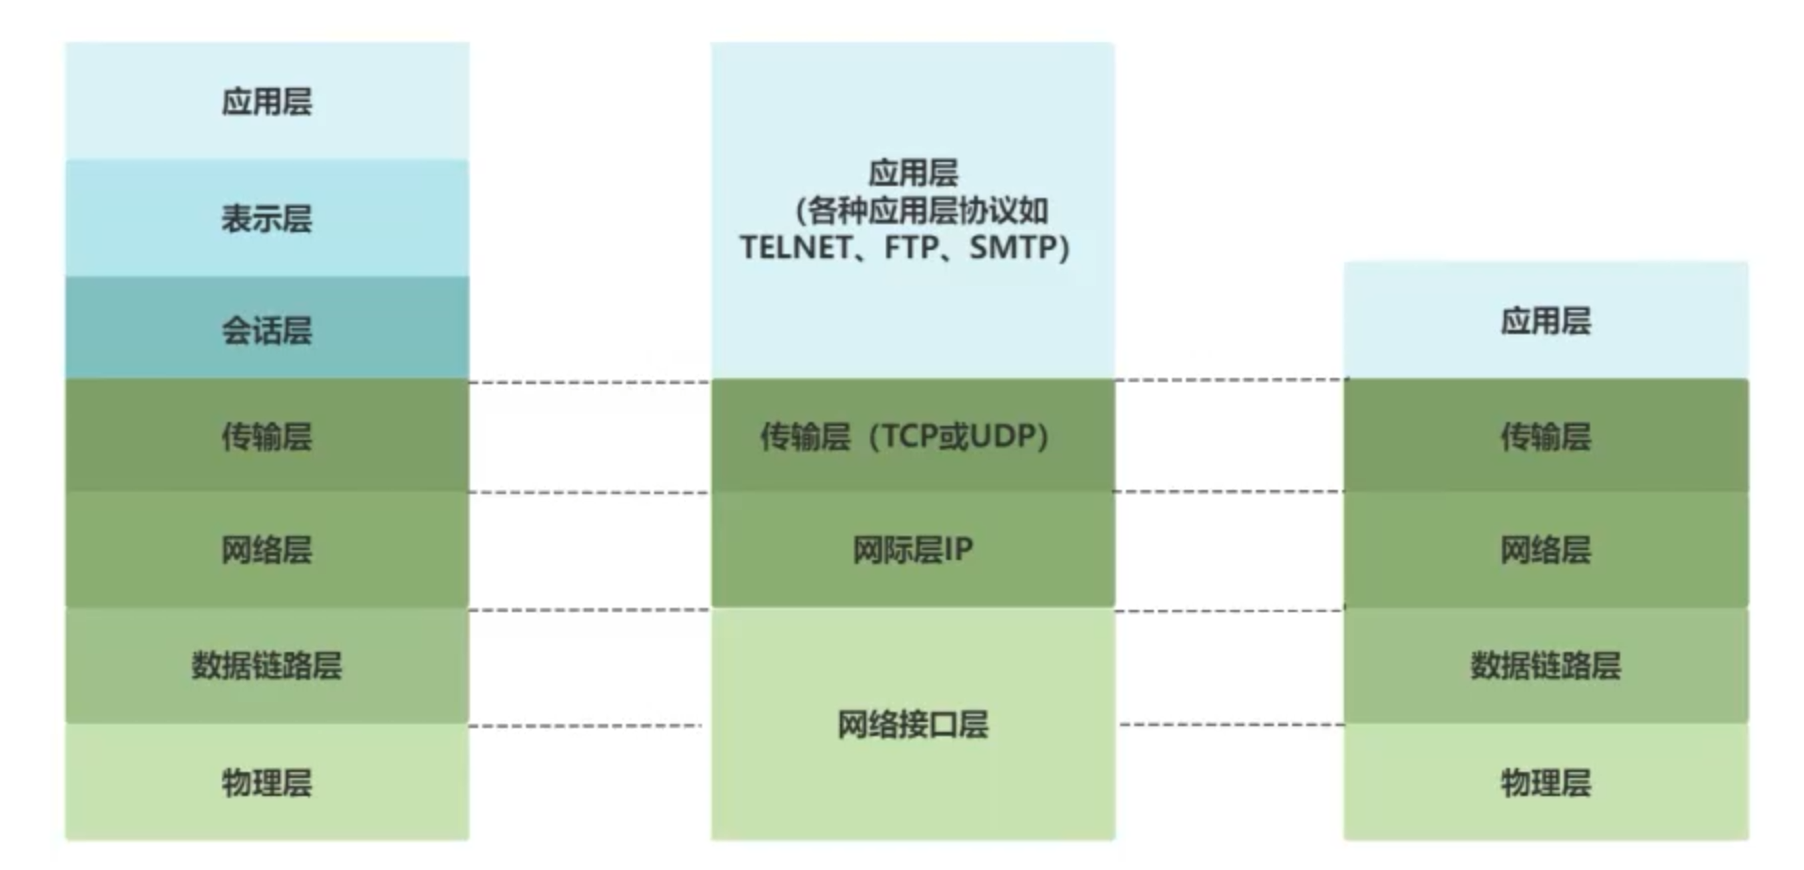 应用层
表示层
会话层
传输层
网络层
数据链路层
物理层
应用层
（各种应用层协议如
TELNET、FTP、SMTP）
传输层（TCP或UDP）
网际层IP
网络接口层
应用层
传输层
网络层
数据链路层
物理层